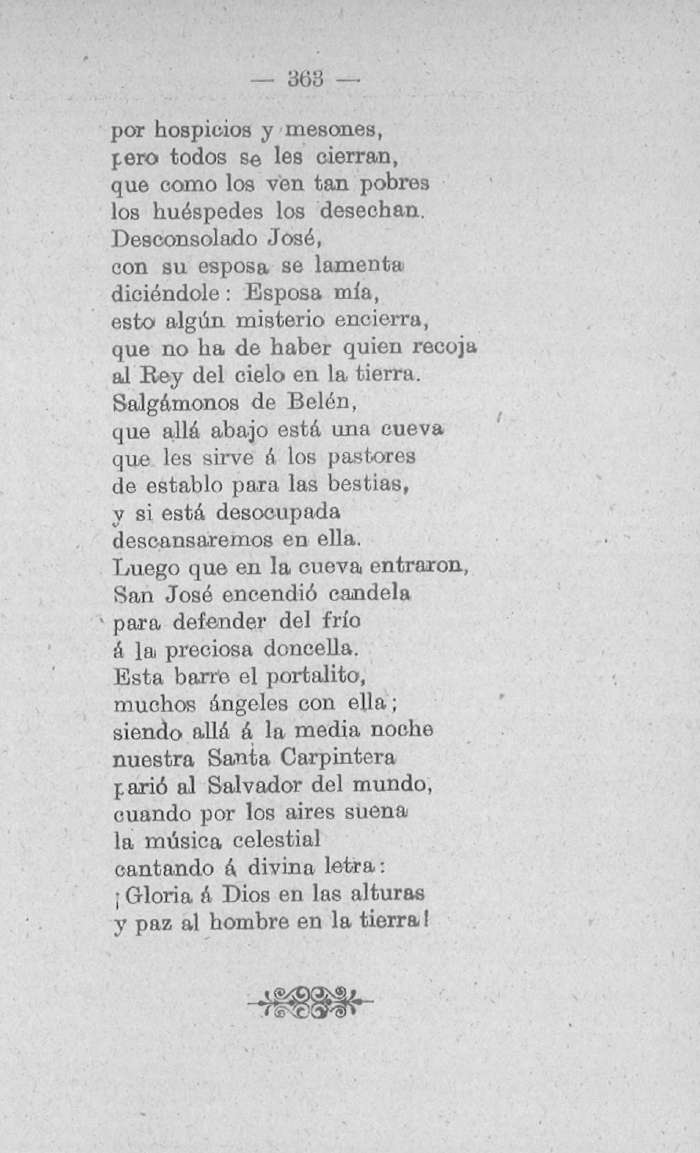 — 363 —
por hospicios y mesones,
pero todos se les cierran,
que como los ven tan pobres
los huéspedes los desechan.
Desconsolado José,
con su esposa se lamenta
diciéndole: Esposa mía,
esto algún misterio encierra,
que no ha de haber quien recoja
al Rey del cielo en la tierra.
Salgámonos de Belén,
que allá abajo está una cueva
que les sirve á los pastores
de establo para las bestias,
y si está desocupada
descansaremos en ella.
Luego que en la cueva entraron,
San José encendió candela
para defender del frío
á la preciosa doncella.
Esta barre el portalito,
muchos ángeles con ella;
siendo allá á la media noche
nuestra Santa Carpintera
parió al Salvador del mundo,
cuando por los aires suena
la música celestial
cantando á divina letra:
¡Gloria á Dios en las alturas
y paz al hombre en la tierra!